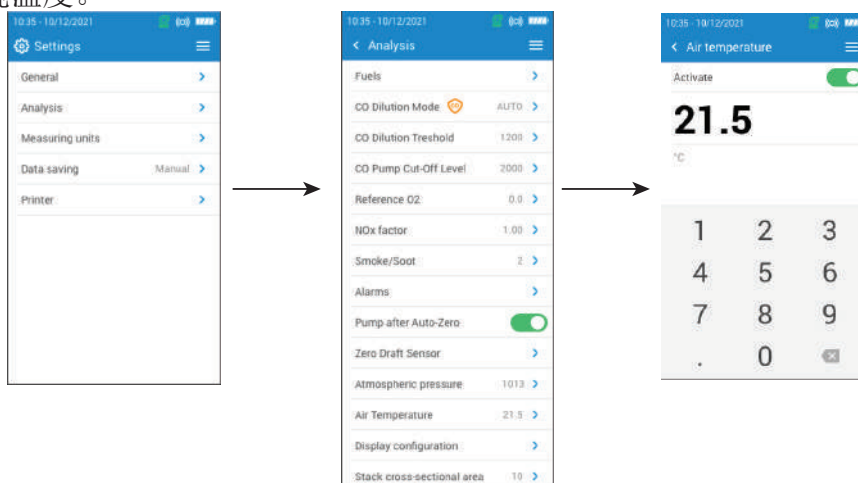 温度。
10:35 - 10/12/2021
Settings
General
Analysis
Measuring units
Data saving Manual
Printer
10:35 - 10/12/2021
Analysis
Fuels
CO Dilution Mode AUTO
CO Dilution Treshold 1200
CO Pump Cut-Off Level 2000
Reference O2 0.0
NOx factor 1.00
Smoke/Soot 2
Alarms
Pump after Auto-Zero
Zero Draft Sensor
Atmospheric pressure 1013
Air Temperature 21.5
Display configuration
Stack cross-sectional area 10
10:35 - 10/12/2021
Air temperature
Activate
21.5
°C
1 2 3
4 5 6
7 8 9
. 0